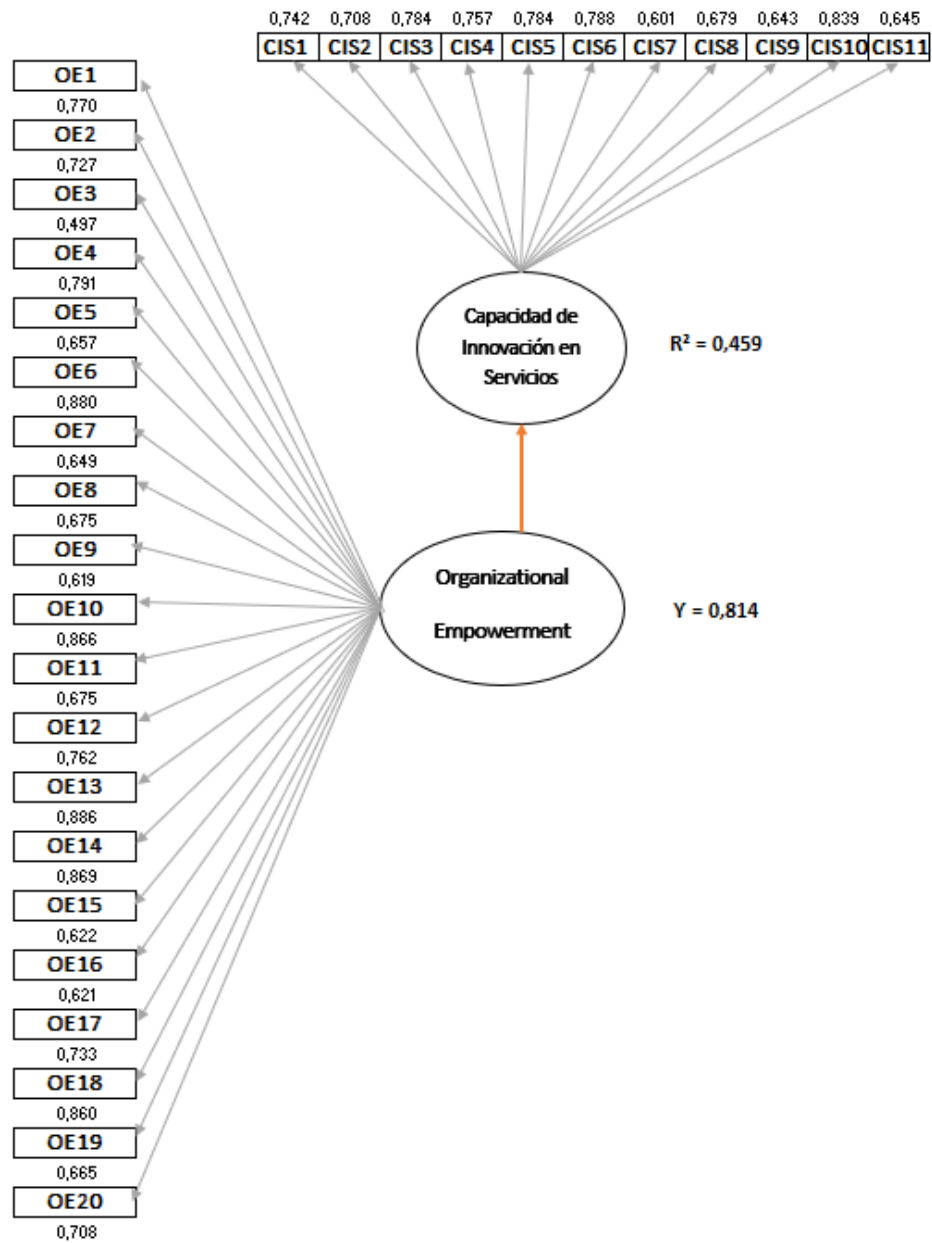 0,742 0,708 0,784 0,757 0,784 0,788 0,601 0,679 0,643 0,839 0,645
CIS1 CIS2 CIS3 CIS4 CIS5 CIS6 CIS7 CIS8 CIS9 CIS10 CIS11
OE1
0,770
OE2
0,727
OE3
0,497
OE4
0,791
OE5
0,657
OE6
0,880
OE7
0,649
OE8
0,675
OE9
0,619
OE10
0,866
OE11
0,675
OE12
0,762
OE13
0,886
OE14
0,869
OE15
0,622
OE16
0,621
OE17
0,733
OE18
0,860
OE19
0,665
OE20
0,708
Capacidad de
Innovación en
Servicios
R² = 0,459
Organizational
Empowerment
Y = 0,814